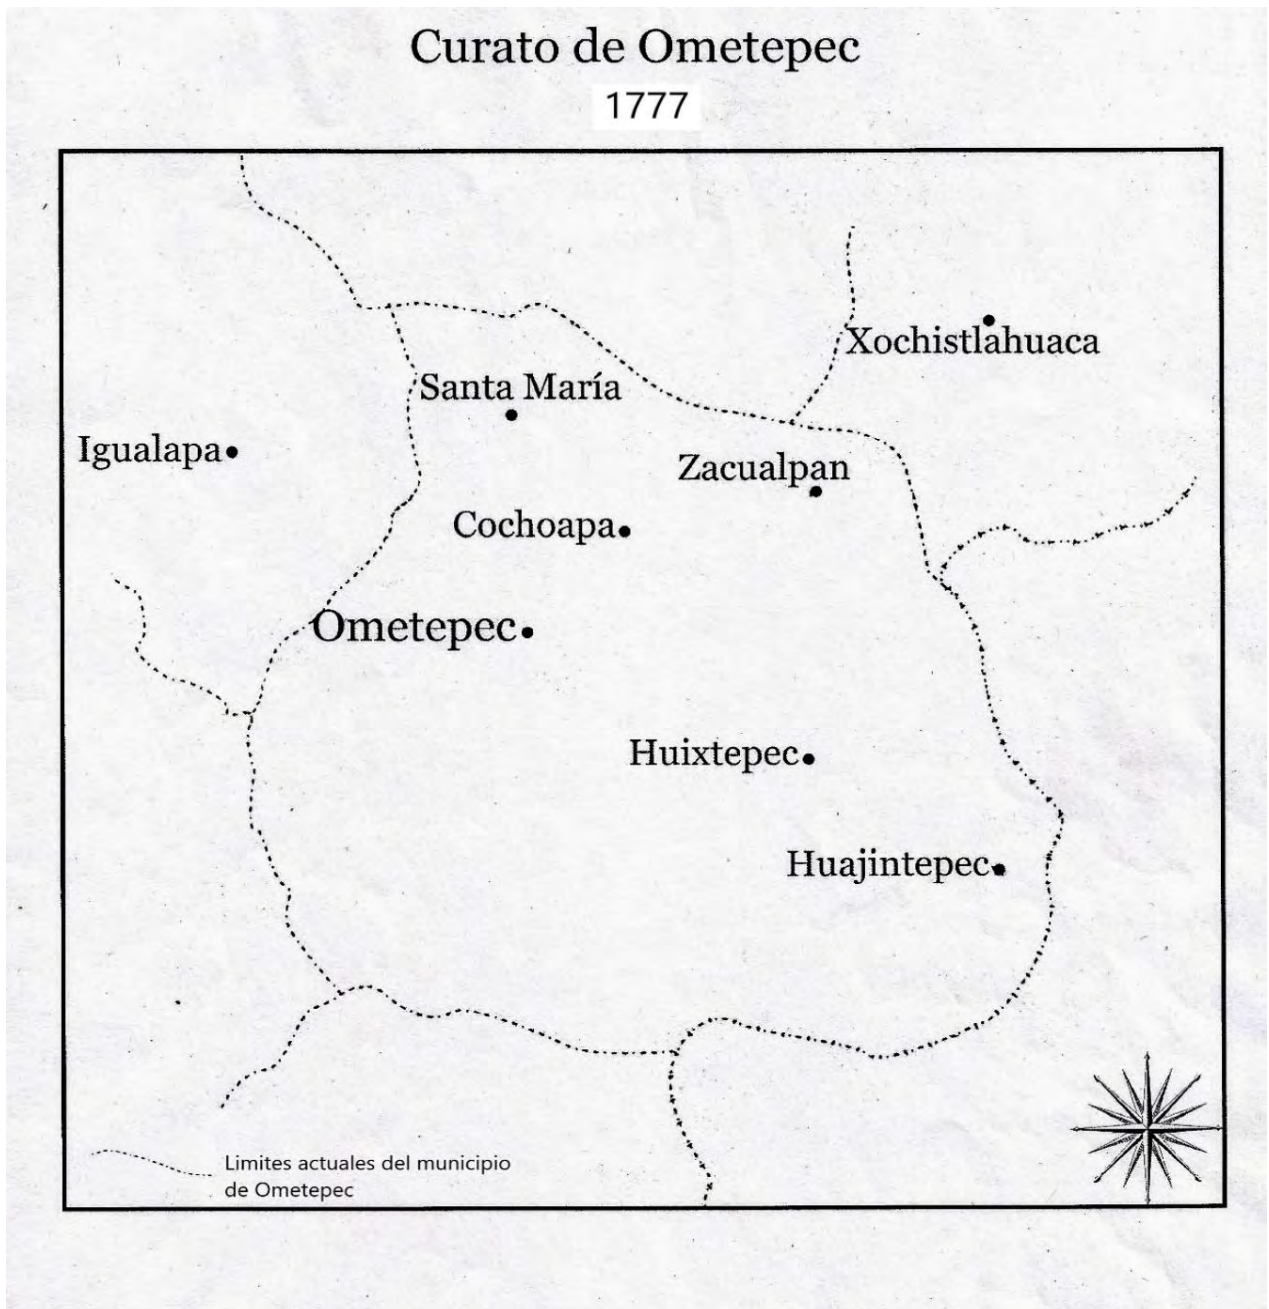 Curato de Ometepec
1777
Xochistlahuaca
Santa María
Igualapa
Zacualpan
Cochoapa
Ometepec
Huixtepec
Huajintepec
Limites actuales del municipio
de Ometepec